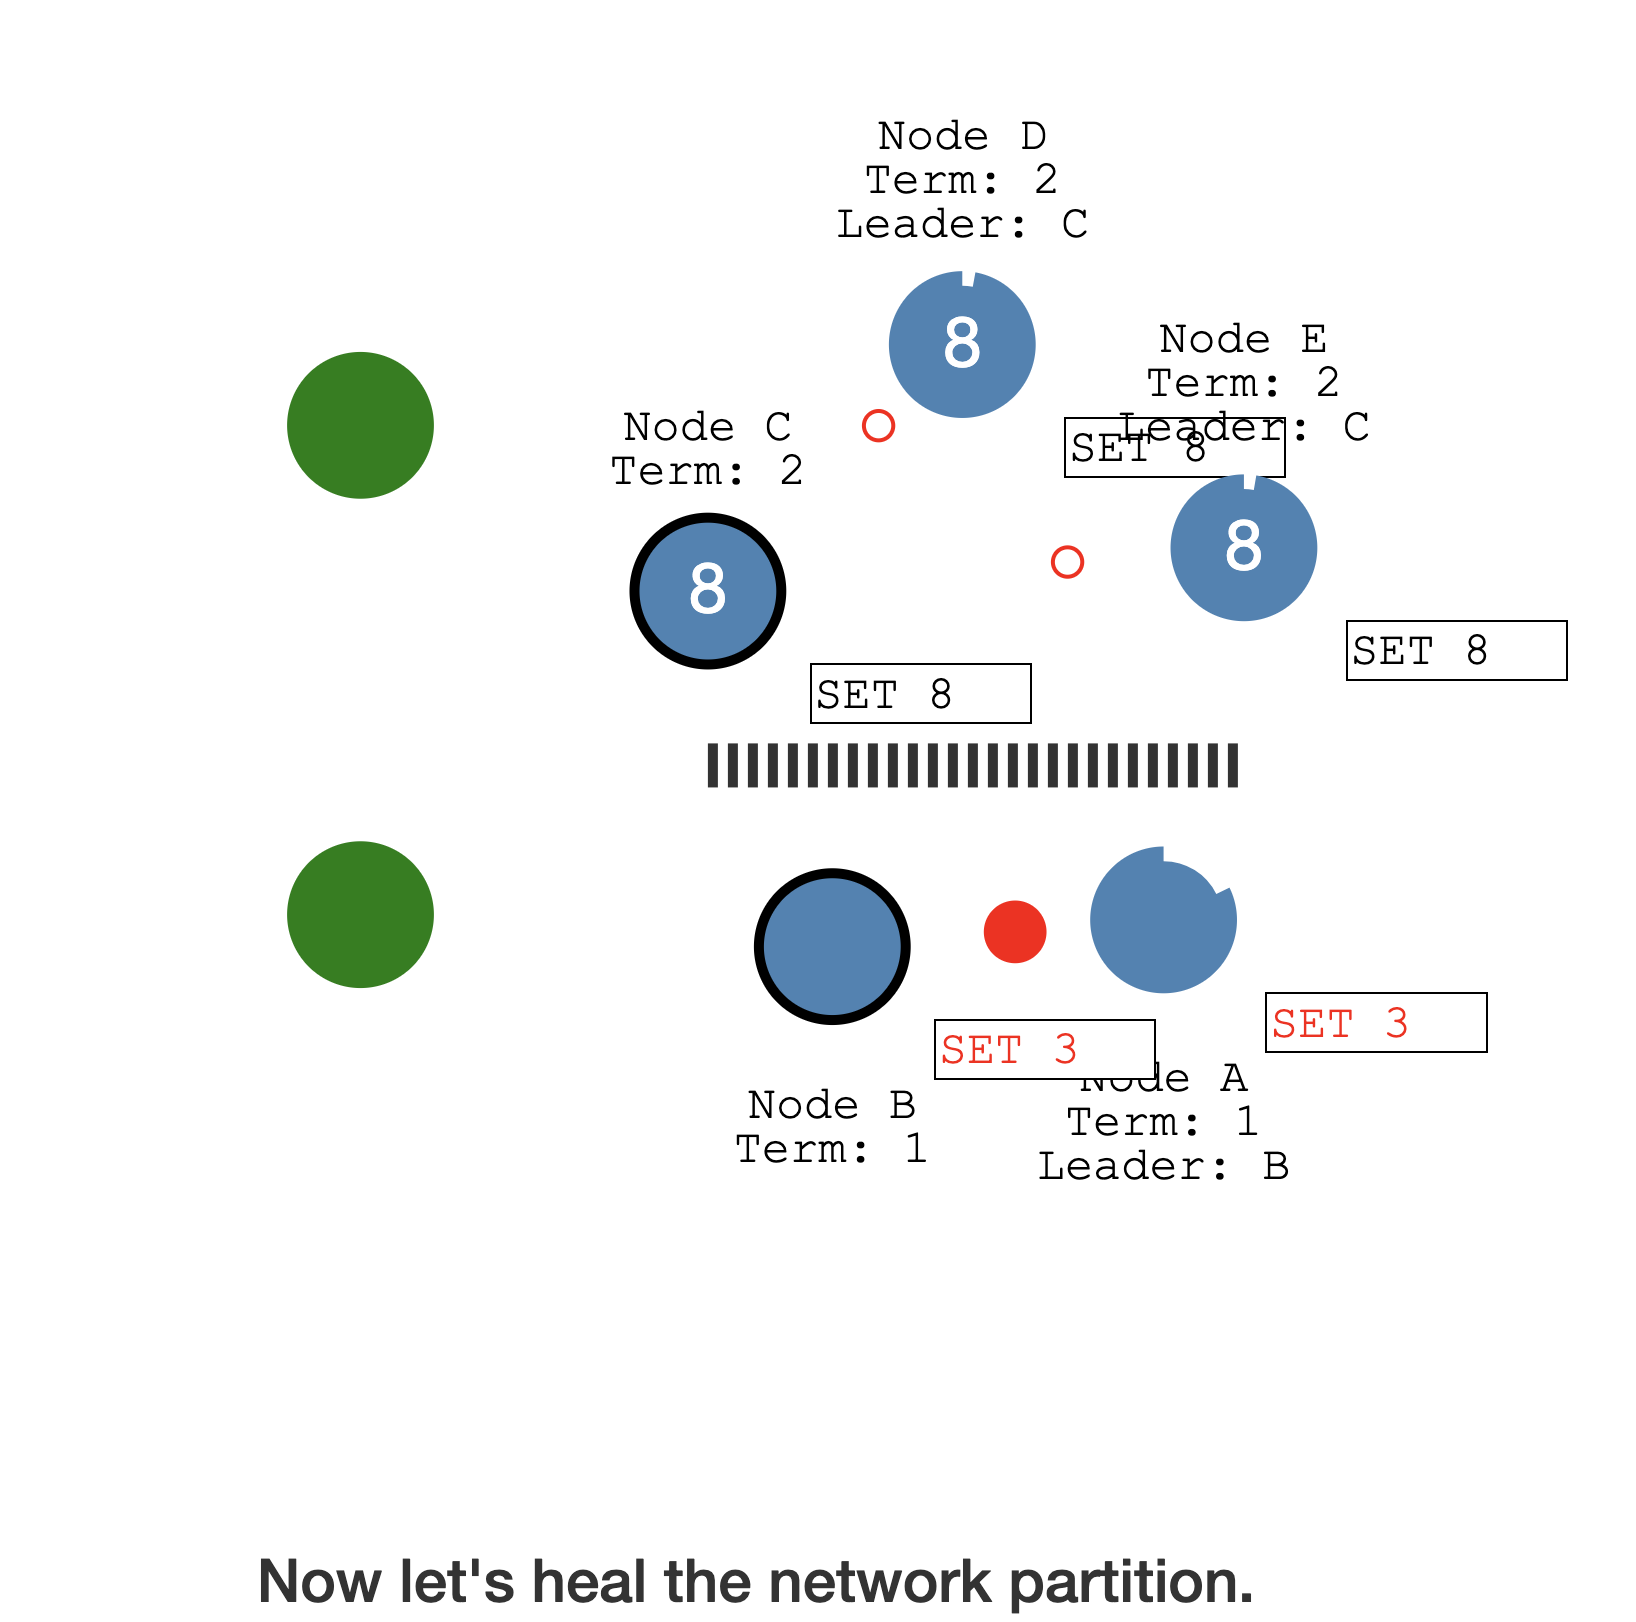 Node D
Term: 2
Leader: C
8
Node E
Term: 2
Leader: C
SET 8
8
SET 8
Node C
Term: 2
8
SET 8
SET 3
SET 3
Node B
Term: 1
Node A
Term: 1
Leader: B
Now let's heal the network partition.